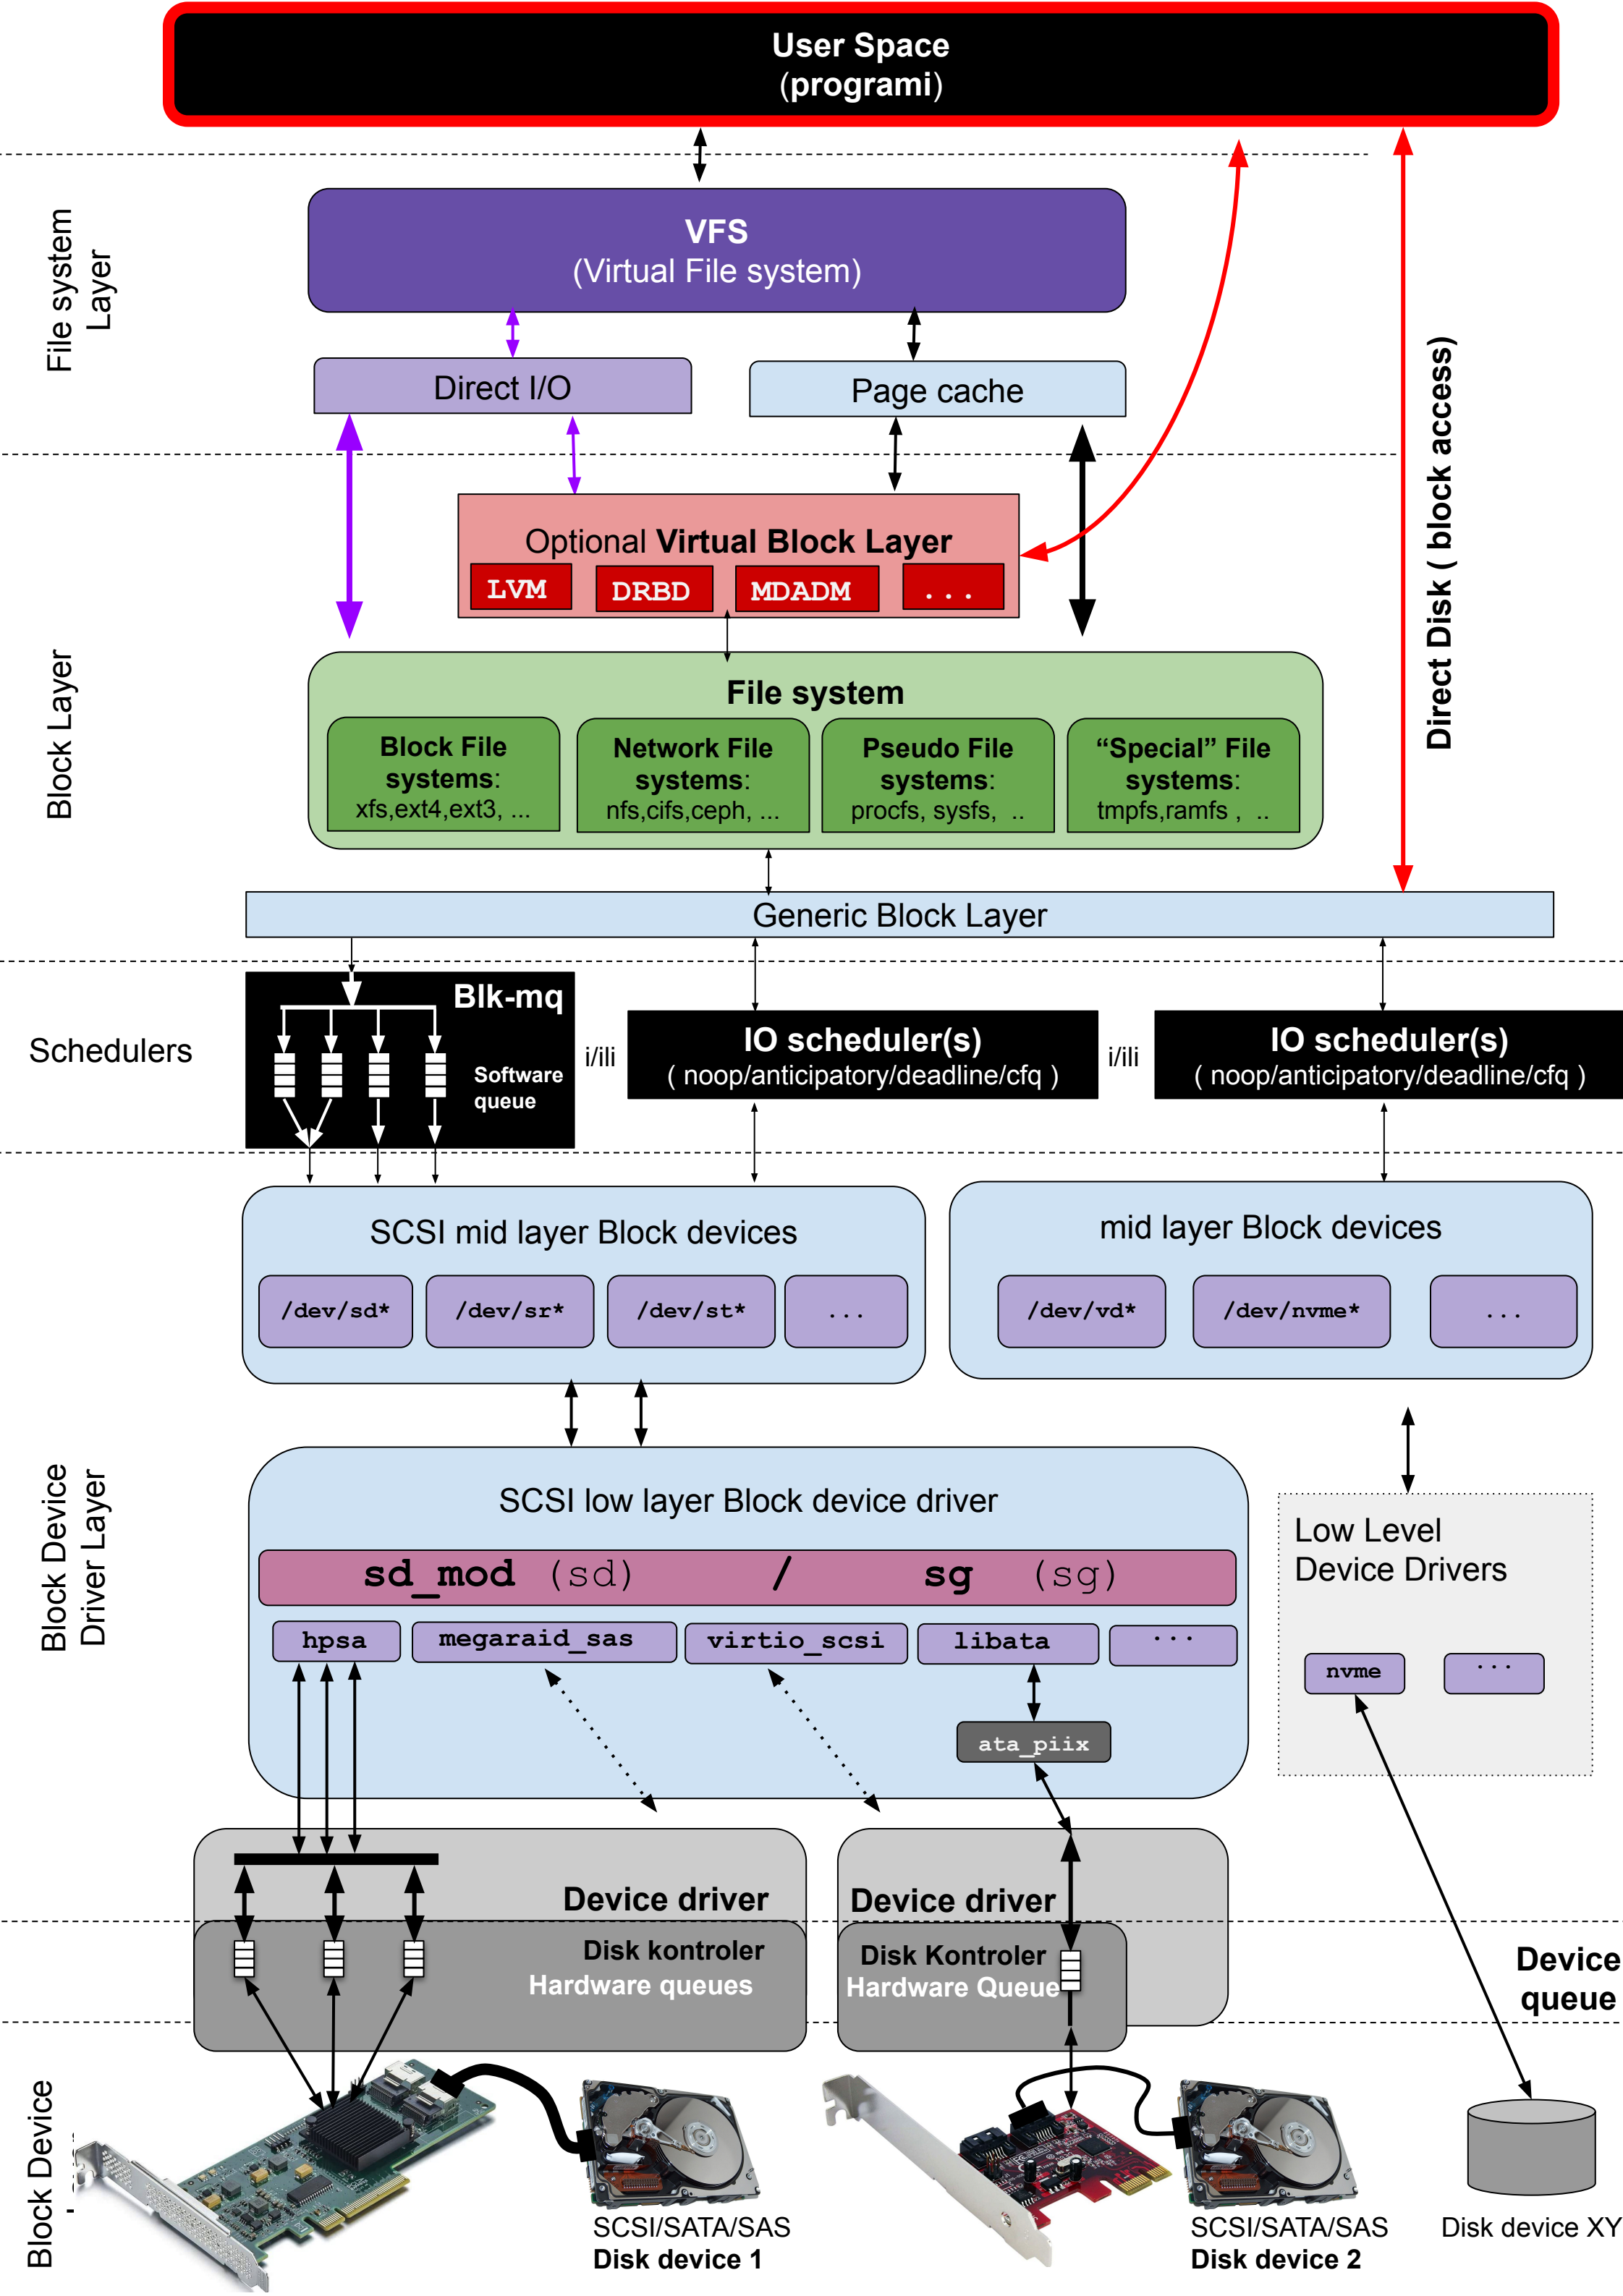 User Space
(programi)
File system
Layer
VFS
(Virtual File system)
Direct I/O
Page cache
Direct Disk ( block access)
Optional Virtual Block Layer
LVM
DRBD
MDADM
...
Block Layer
File system
Block File
systems:
xfs,ext4,ext3, ...
Network File
systems:
nfs,cifs,ceph, ...
Pseudo File
systems:
procfs, sysfs, ..
“Special” File
systems:
tmpfs,ramfs , ..
Generic Block Layer
Schedulers
Blk-mq
Software
queue
i/ili
IO scheduler(s)
( noop/anticipatory/deadline/cfq )
i/ili
IO scheduler(s)
( noop/anticipatory/deadline/cfq )
SCSI mid layer Block devices
/dev/sd*
/dev/sr*
/dev/st*
...
mid layer Block devices
/dev/vd*
/dev/nvme*
...
Block Device
Driver Layer
SCSI low layer Block device driver
sd_mod (sd) / sg (sg)
hpsa
megaraid_sas
virtio_scsi
libata
...
ata_piix
Low Level
Device Drivers
nvme
...
Device driver
Disk kontroler
Hardware queues
Device driver
Disk Kontroler
Hardware Queue
Device
queue
Block Device
SCSI/SATA/SAS
Disk device 1
SCSI/SATA/SAS
Disk device 2
Disk device XY